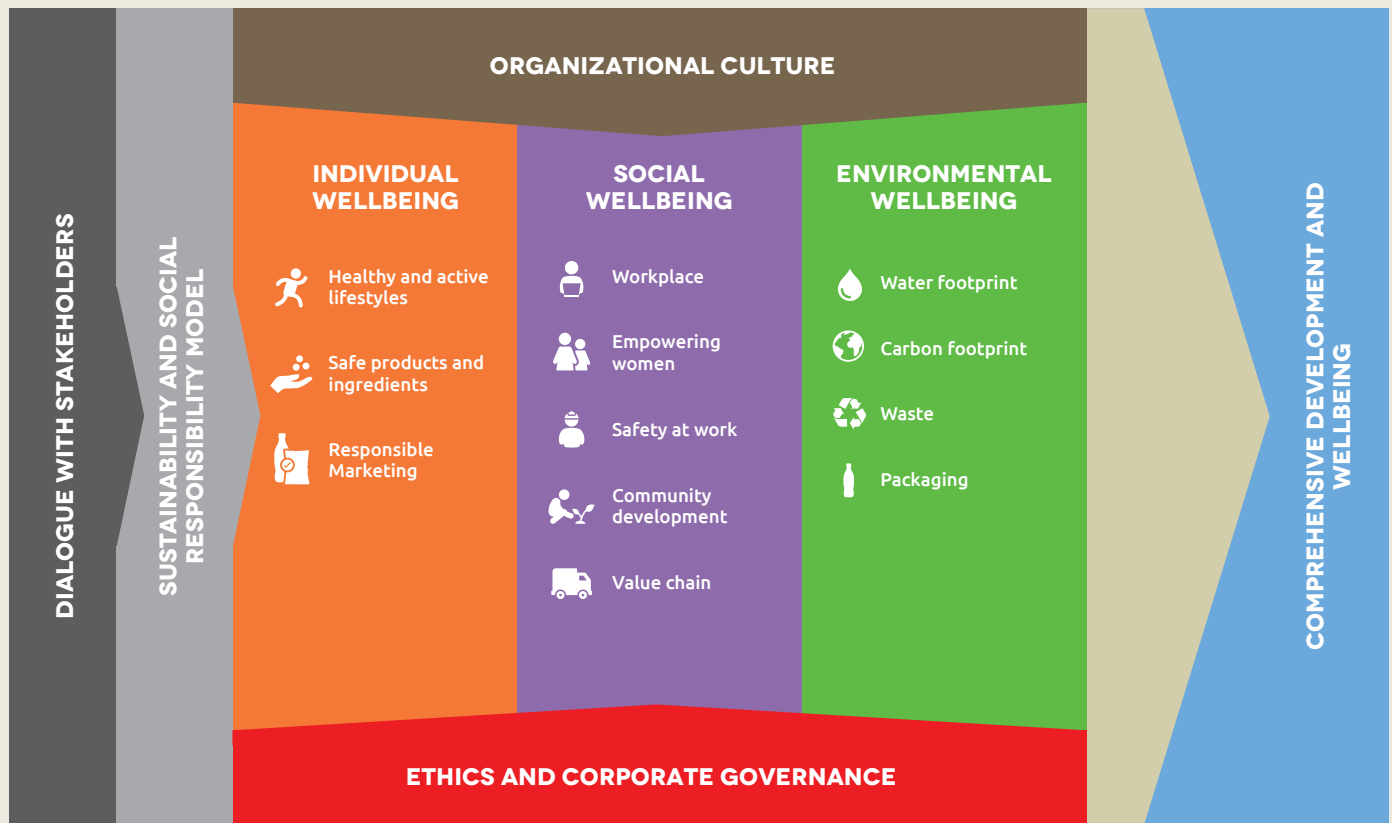 DIALOGUE WITH STAKEHOLDERS
SUSTAINABILITY AND SOCIAL
RESPONSIBILITY MODEL
ORGANIZATIONAL CULTURE
INDIVIDUAL
WELLBEING
Healthy and active
lifestyles
Safe products and
ingredients
Responsible
Marketing
SOCIAL
WELLBEING
Workplace
Empowering
women
Safety at work
Community
development
Value chain
ENVIRONMENTAL
WELLBEING
Water footprint
Carbon footprint
Waste
Packaging
ETHICS AND CORPORATE GOVERNANCE
COMPREHENSIVE DEVELOPMENT AND
WELLBEING